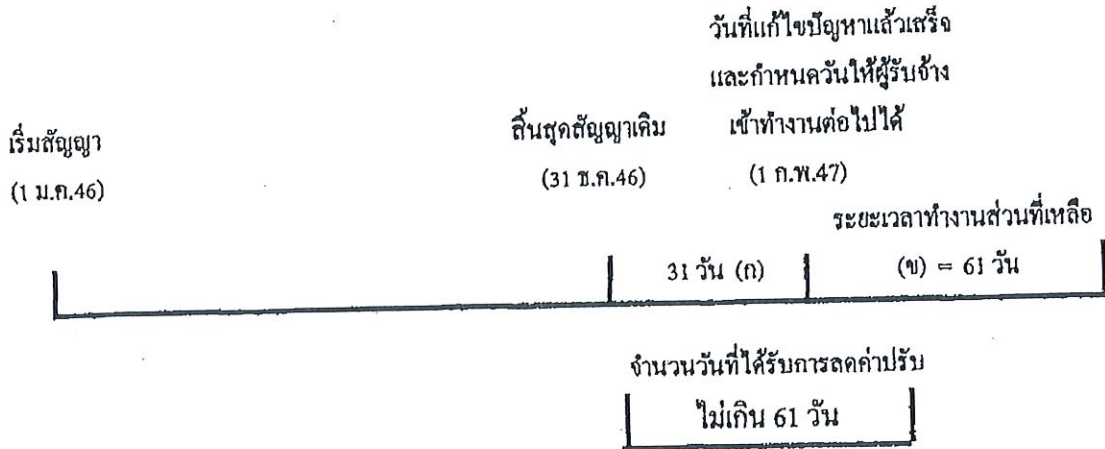 วันที่แก้ไขปัญหาแล้วเสร็จ
และกำหนดวันให้ผู้รับจ้าง
เข้าทำงานต่อไปได้
(1 ก.พ.47)
สิ้นสุดสัญญาเดิม
(31 ธ.ค.46)
เริ่มสัญญา
(1 ม.ค.46)
ระยะเวลาทำงานส่วนที่เหลือ
31 วัน (ก)
(ข) = 61 วัน
จำนวนวันที่ได้รับการลดค่าปรับ
ไม่เกิน 61 วัน